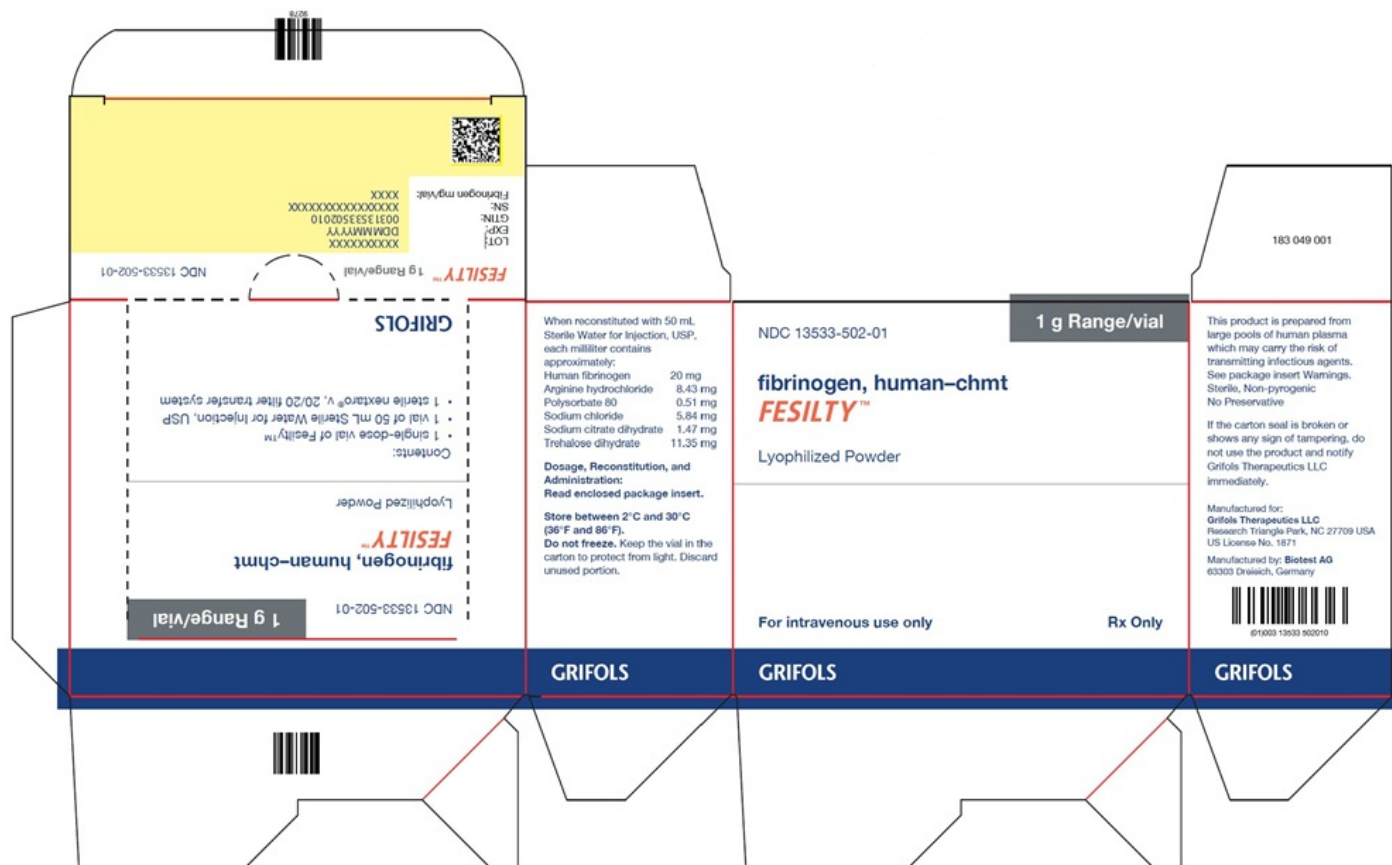 9278
LOT: XXXXXXXXXX
EXP: DDMMMYYYY
GTIN: 00313533502010
SN: XXXXXXXXXXXXXXXX
Fibrinogen mg/vial: XXXX
FESILTY™ 1g Range/vial NDC 13533-502-01
NDC 13533-502-01
1 g Range/vial
fibrinogen, human–chmt
FESILTY™
Lyophilized Powder
Contents:
• 1 single-dose vial of Fesilty™
• 1 vial of 50 mL Sterile Water for Injection, USP
• 1 sterile nextaro® v, 20/20 filter transfer system
GRIFOLS
When reconstituted with 50 mL
Sterile Water for Injection, USP,
each milliliter contains
approximately:
Human fibrinogen 20 mg
Arginine hydrochloride 8.43 mg
Polysorbate 80 0.51 mg
Sodium chloride 5.84 mg
Sodium citrate dihydrate 1.47 mg
Trehalose dihydrate 11.35 mg
Dosage, Reconstitution, and
Administration:
Read enclosed package insert.
Store between 2°C and 30°C
(36°F and 86°F).
Do not freeze. Keep the vial in the
carton to protect from light. Discard
unused portion.
GRIFOLS
1 g Range/vial
NDC 13533-502-01
fibrinogen, human–chmt
FESILTY™
Lyophilized Powder
For intravenous use only Rx Only
GRIFOLS
183 049 001
This product is prepared from
large pools of human plasma
which may carry the risk of
transmitting infectious agents.
See package insert Warnings.
Sterile, Non-pyrogenic
No Preservative
If the carton seal is broken or
shows any sign of tampering, do
not use the product and notify
Grifols Therapeutics LLC
immediately.
Manufactured for:
Grifols Therapeutics LLC
Research Triangle Park, NC 27709 USA
US License No. 1871
Manufactured by: Biotest AG
63303 Dreieich, Germany
(01)003 13533 502010
GRIFOLS